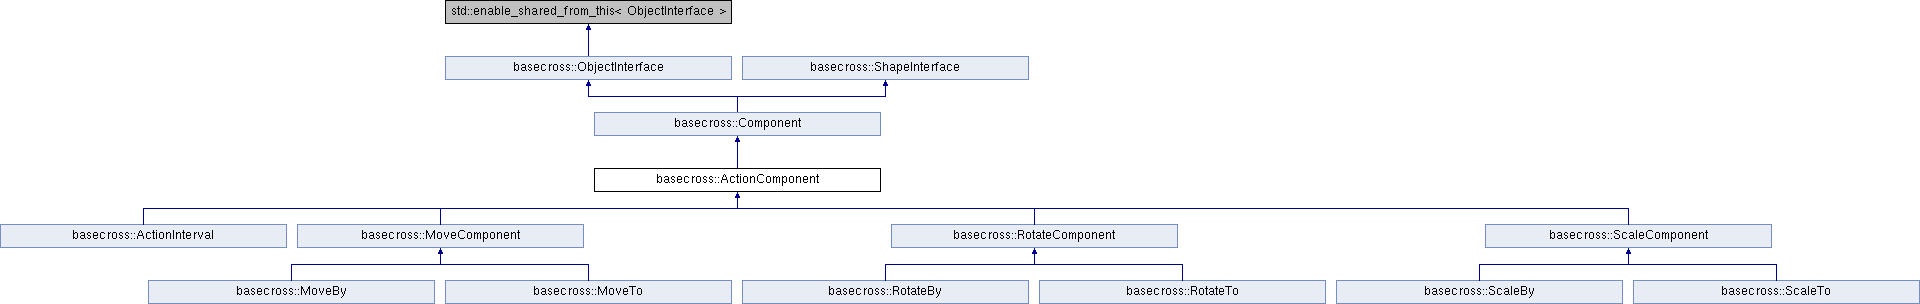 std::enable_shared_from_this< ObjectInterface >
basecross::ObjectInterface
basecross::ShapeInterface
basecross::Component
basecross::ActionComponent
basecross::ActionInterval
basecross::MoveComponent
basecross::RotateComponent
basecross::ScaleComponent
basecross::MoveBy
basecross::MoveTo
basecross::RotateBy
basecross::RotateTo
basecross::ScaleBy
basecross::ScaleTo